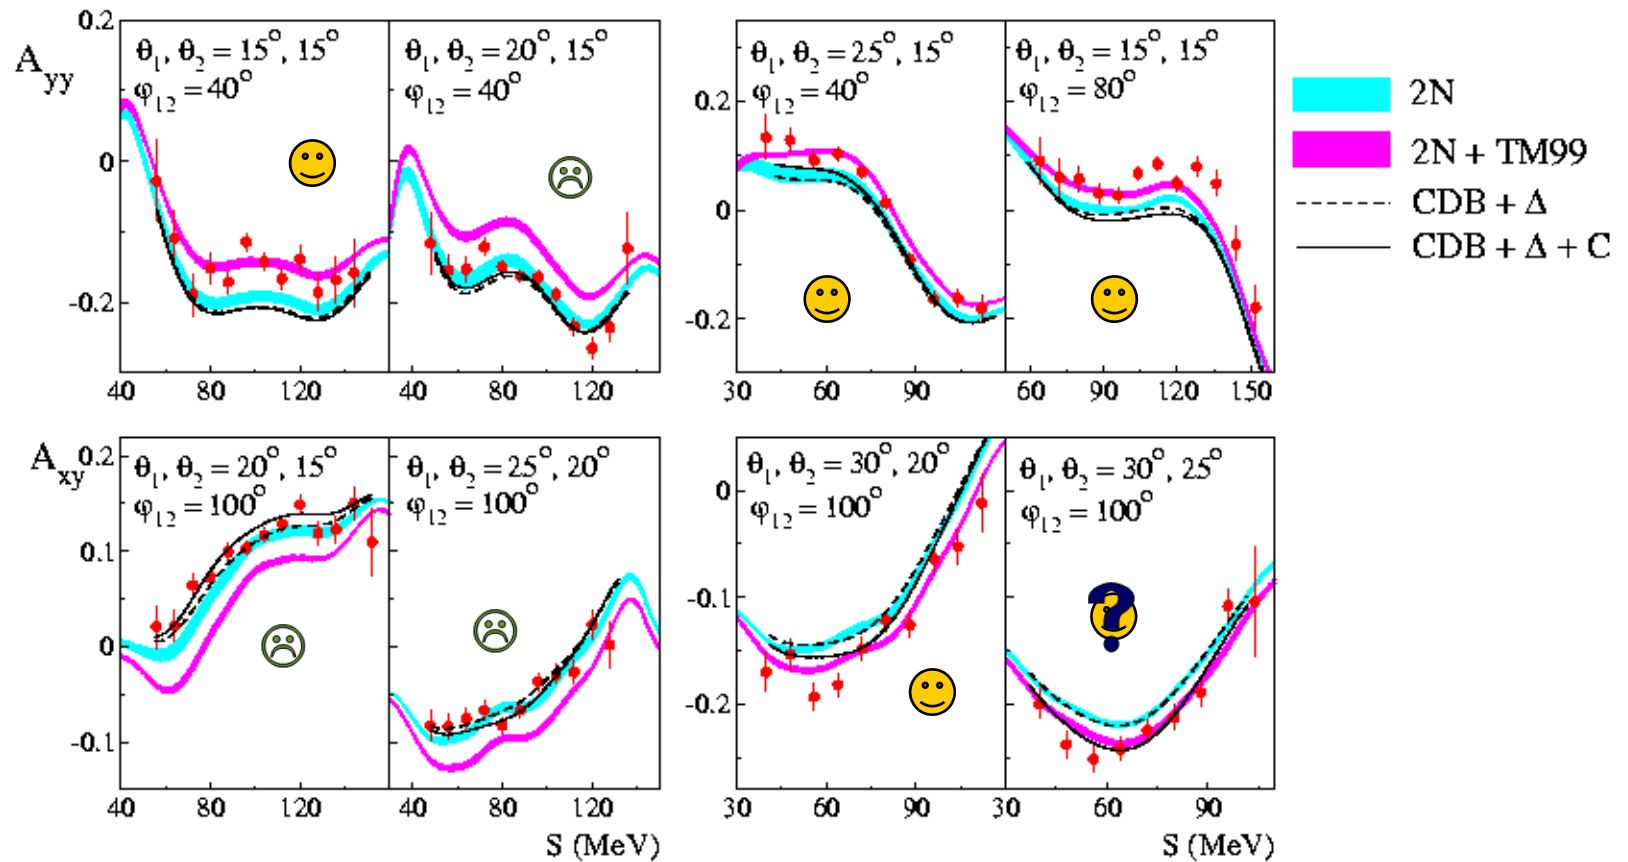 A_yy
0.2
0
-0.2
θ₁, θ₂ = 15°, 15°
φ₁₂ = 40°
40 80 120
θ₁, θ₂ = 20°, 15°
φ₁₂ = 40°
40 80 120
0.2
0
-0.2
θ₁, θ₂ = 25°, 15°
φ₁₂ = 40°
30 60 90
θ₁, θ₂ = 15°, 15°
φ₁₂ = 80°
60 90 120 150
2N
2N + TM99
CDB + Δ
CDB + Δ + C
A_xy
0.2
0.1
0
-0.1
θ₁, θ₂ = 20°, 15°
φ₁₂ = 100°
40 80 120
θ₁, θ₂ = 25°, 20°
φ₁₂ = 100°
40 80 120
S (MeV)
0
-0.1
-0.2
θ₁, θ₂ = 30°, 20°
φ₁₂ = 100°
30 60 90
θ₁, θ₂ = 30°, 25°
φ₁₂ = 100°
?
30 60 90
S (MeV)